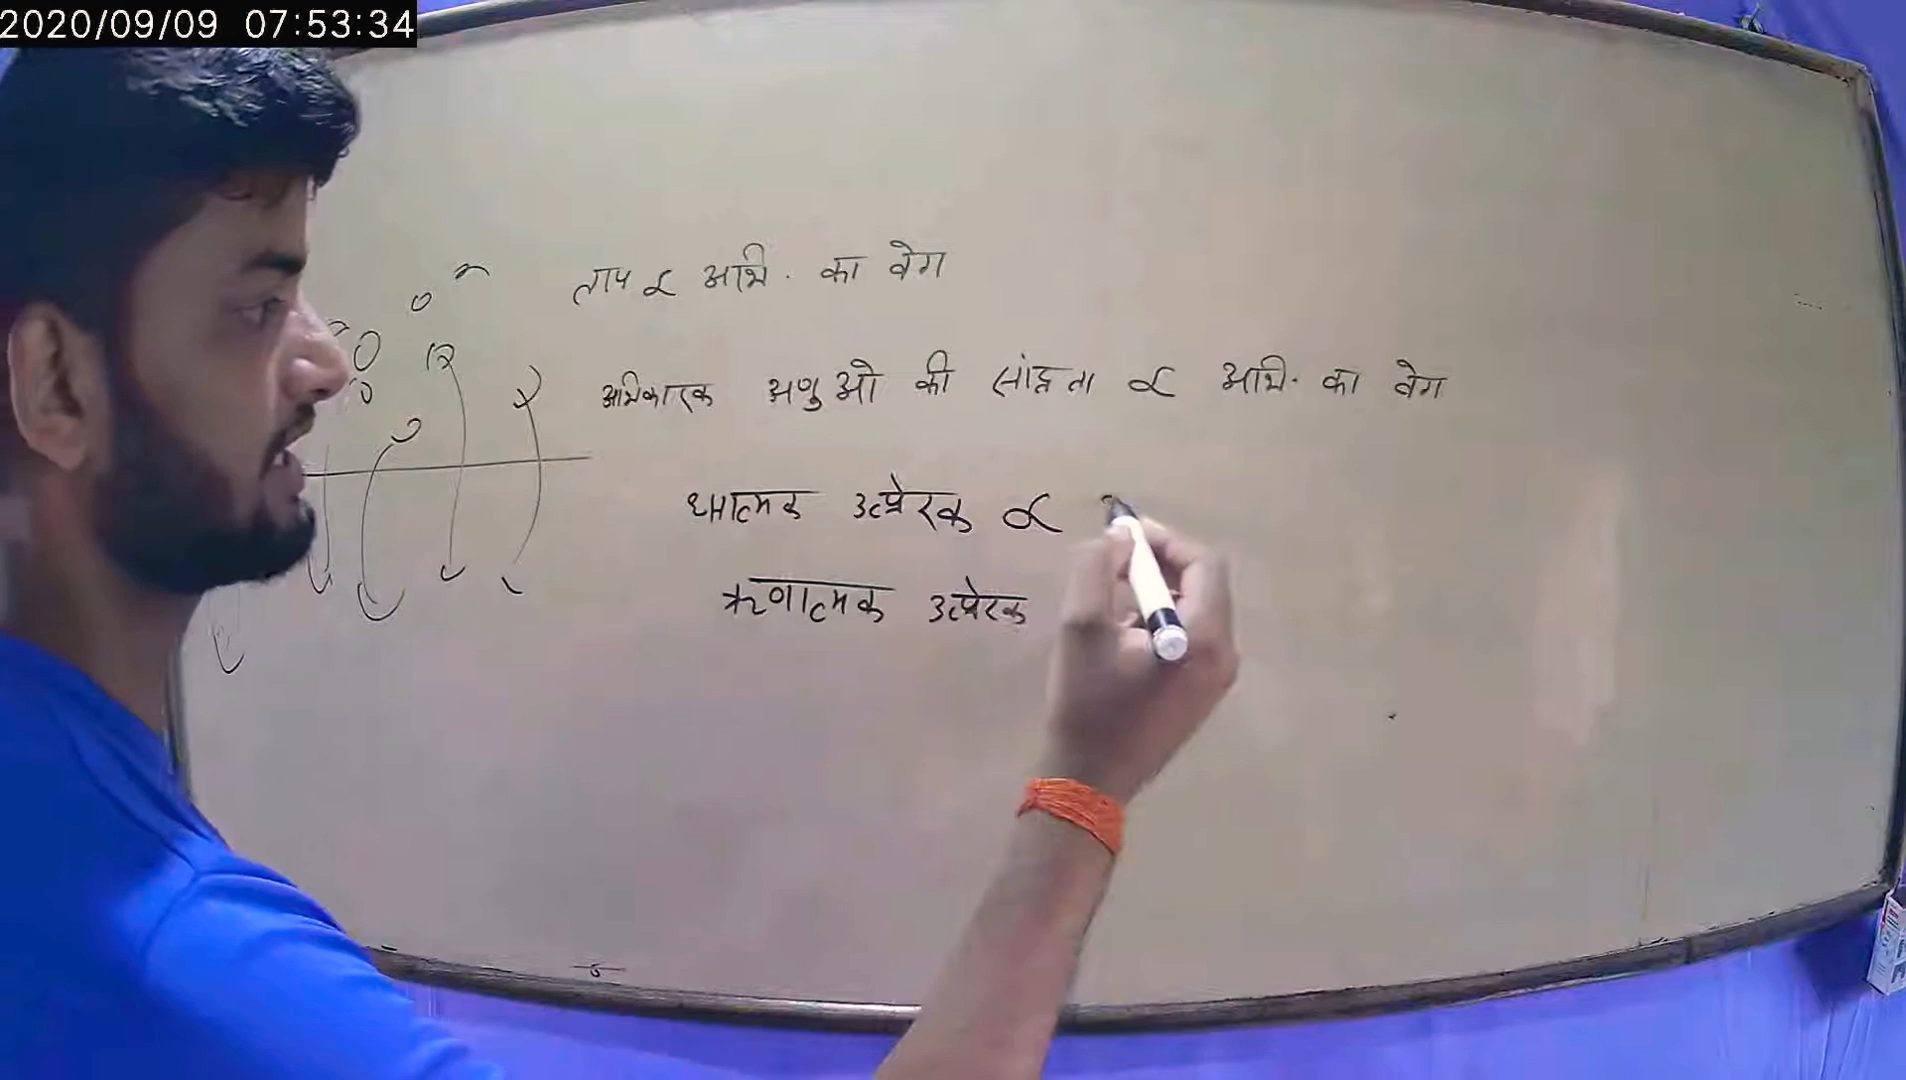 2020/09/09 07:53:34
ताप ∝ अभि. का वेग
अभिकारक अणुओ की सांद्रता ∝ अभि. का वेग
धनात्मक उत्प्रेरक ∝
ऋणात्मक उत्प्रेरक